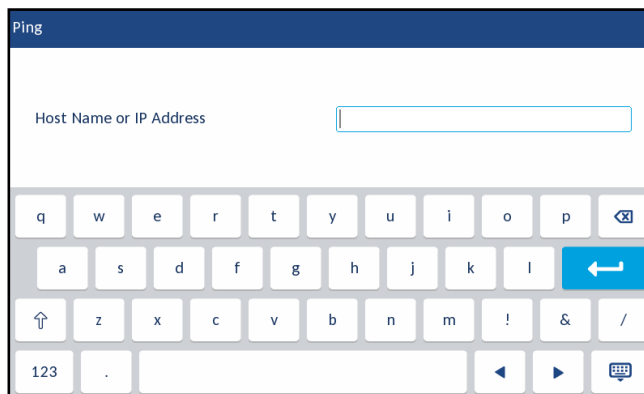 Ping
Host Name or IP Address
q w e r t y u i o p
a s d f g h j k l
z x c v b n m ! & /
123 .